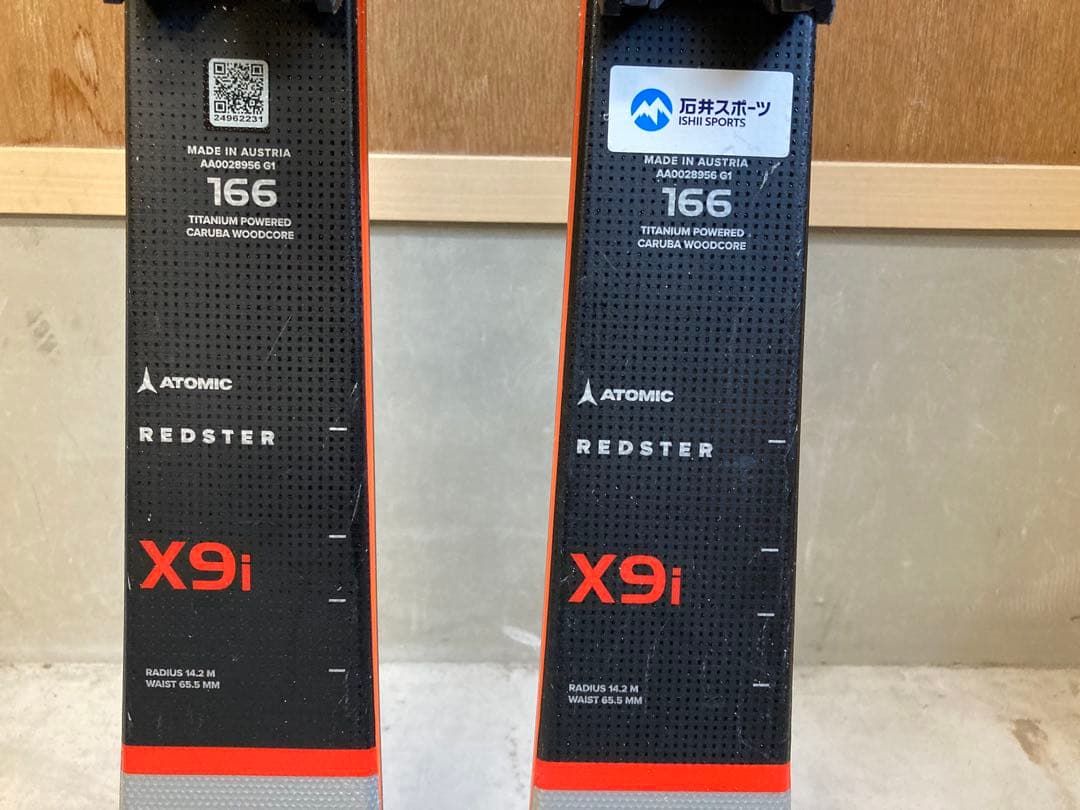 24962231
MADE IN AUSTRIA
AA0028956 G1
166
TITANIUM POWERED
CARUBA WOODCORE
ATOMIC
REDSTER
X9i
RADIUS 14.2 M
WAIST 65.5 MM
石井スポーツ
ISHII SPORTS
MADE IN AUSTRIA
AA0028956 G1
166
TITANIUM POWERED
CARUBA WOODCORE
ATOMIC
REDSTER
X9i
RADIUS 14.2 M
WAIST 65.5 MM